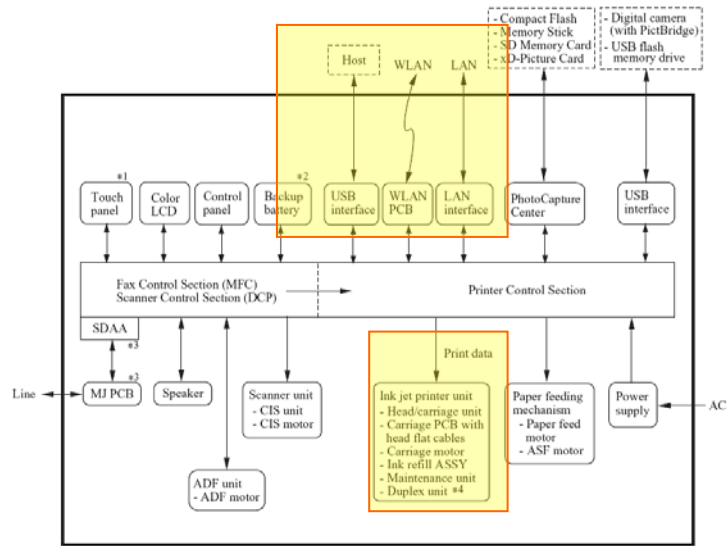 - Compact Flash
- Memory Stick
- SD Memory Card
- xD-Picture Card
- Digital camera
(with PictBridge)
- USB flash
memory drive
Host
WLAN
LAN
*1
Touch
panel
Color
LCD
Control
panel
*2
Backup
battery
USB
interface
WLAN
PCB
LAN
interface
PhotoCapture
Center
USB
interface
Fax Control Section (MFC)
Scanner Control Section (DCP)
Printer Control Section
SDAA
*3
Print data
Line
*3
MJ PCB
Speaker
Scanner unit
- CIS unit
- CIS motor
Ink jet printer unit
- Head/carriage unit
- Carriage PCB with
head flat cables
- Carriage motor
- Ink refill ASSY
- Maintenance unit
- Duplex unit *4
Paper feeding
mechanism
- Paper feed
motor
- ASF motor
Power
supply
AC
ADF unit
- ADF motor